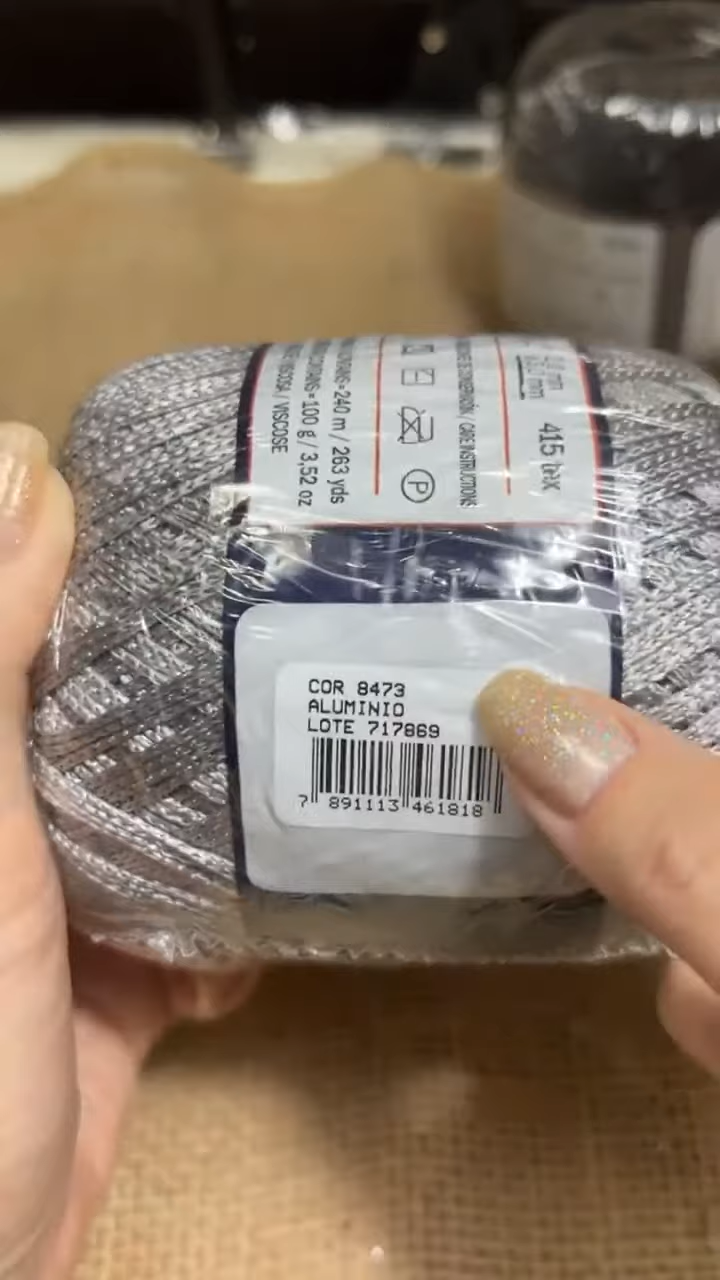 =240 m / 263 yds
=100 g / 3,52 oz
VISCOSA / VISCOSE
/ CARE INSTRUCTIONS
P
415 tex
COR 8473
ALUMINIO
LOTE 717869
7 891113 461818